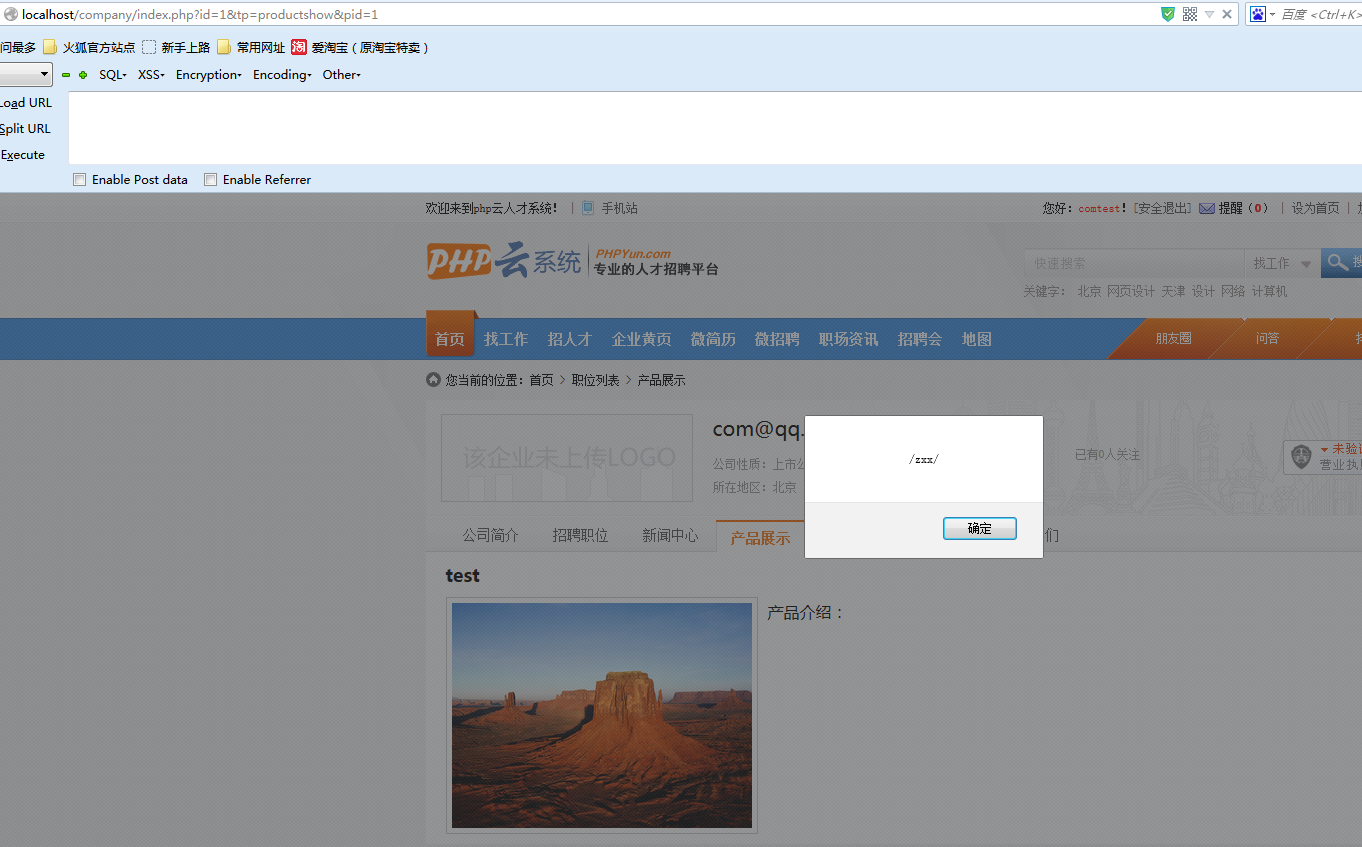 localhost/company/index.php?id=1&tp=productshow&pid=1
百度 <Ctrl+K>
问最多 火狐官方站点 新手上路 常用网址 淘 爱淘宝（原淘宝特卖）
SQL▾ XSS▾ Encryption▾ Encoding▾ Other▾
Load URL
Split URL
Execute
Enable Post data Enable Referrer
欢迎来到php云人才系统！ | 手机站
您好：comtest！[安全退出] 提醒（0） | 设为首页 |
PHP云系统 PHPYun.com
专业的人才招聘平台
快速搜索 找工作
关键字： 北京 网页设计 天津 设计 网络 计算机
首页 找工作 招人才 企业黄页 微简历 微招聘 职场资讯 招聘会 地图 朋友圈 问答
您当前的位置：首页 > 职位列表 > 产品展示
该企业未上传LOGO
com@qq.
公司性质：上市公
所在地区：北京
已有0人关注
未验证
营业执照
/zxx/
确定
公司简介 招聘职位 新闻中心 产品展示 们
test
产品介绍：